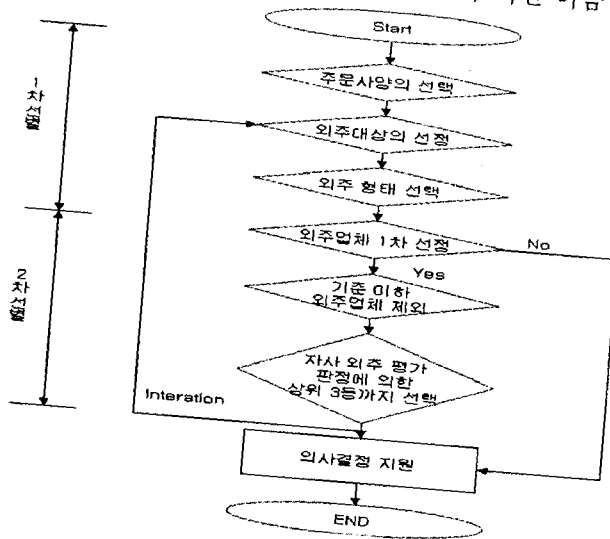 Start
주문사양의 선택
외주대상의 선정
외주 형태 선택
외주업체 1차 선정
No
Yes
기준 이하
외주업체 제외
자사 외주 평가
판정에 의한
상위 3등까지 선택
Interation
의사결정 지원
END
1차선별
2차선별